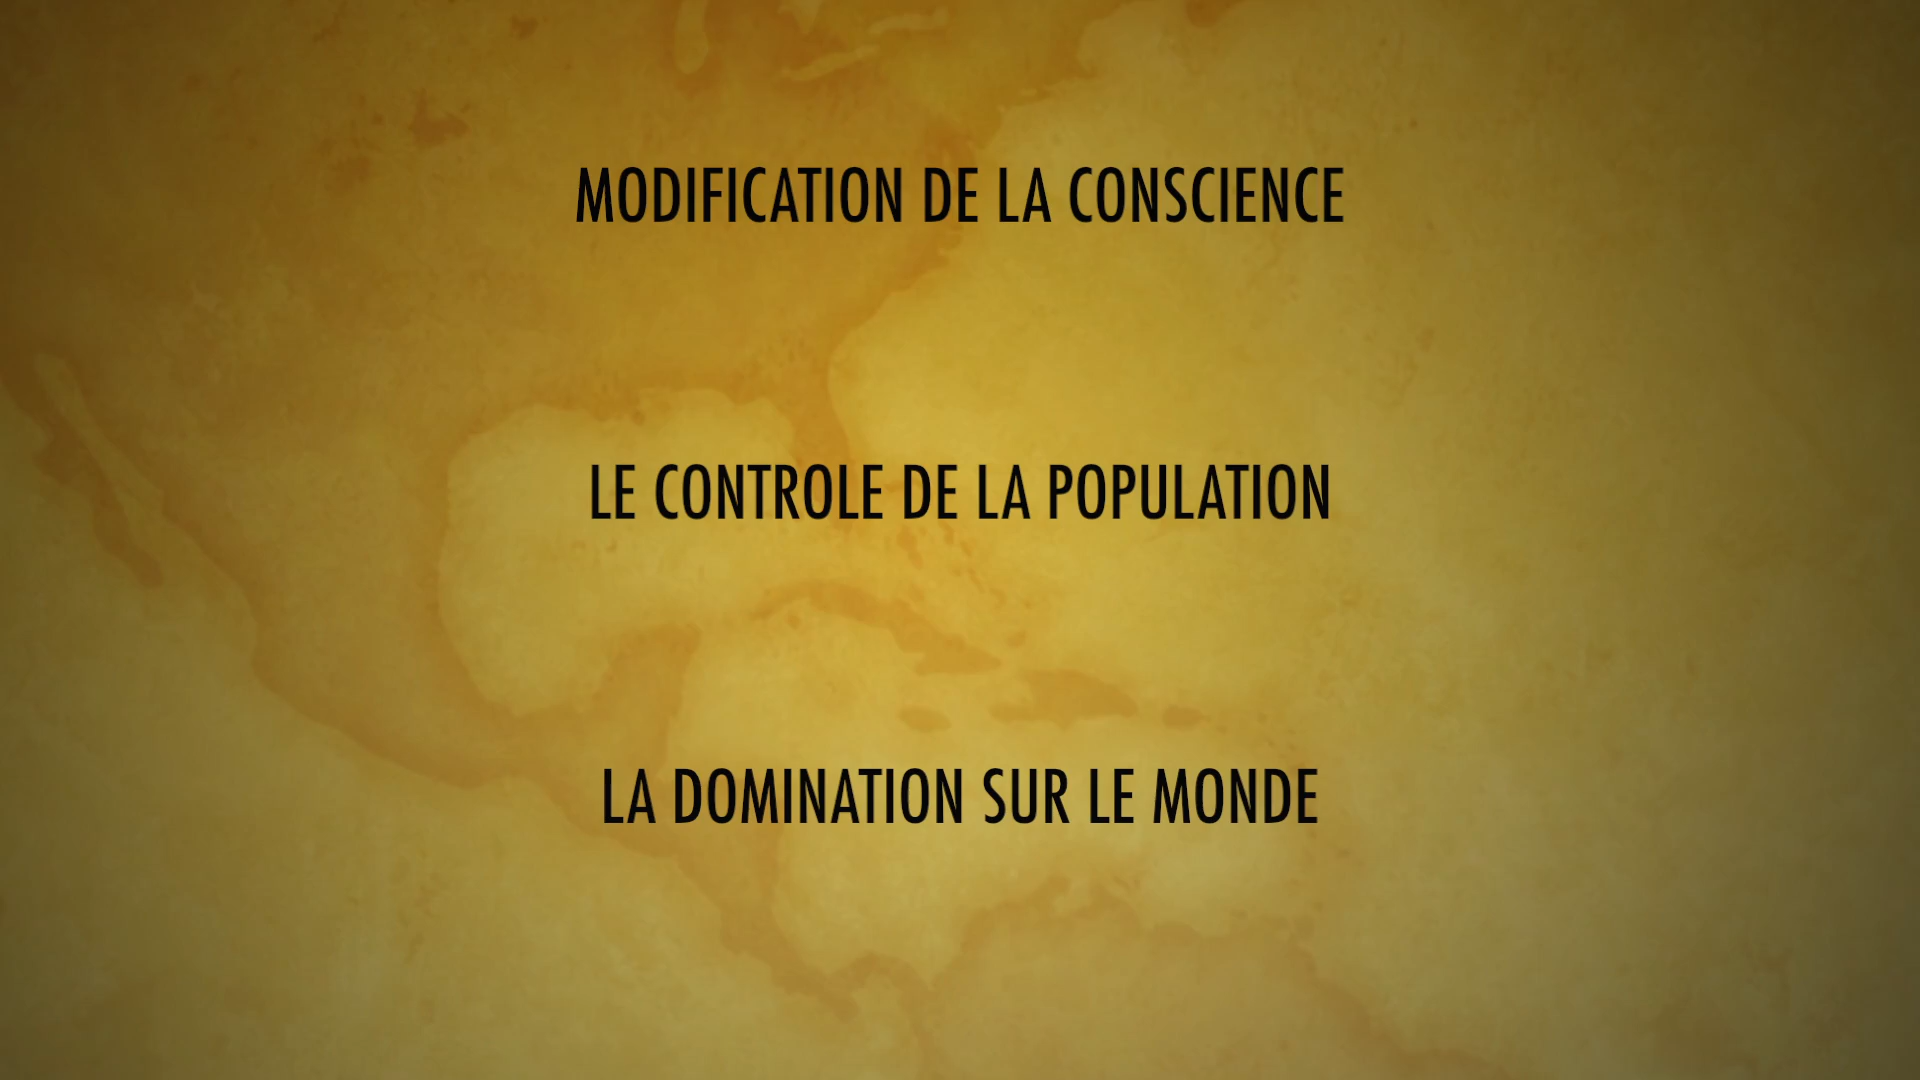 MODIFICATION DE LA CONSCIENCE
LE CONTROLE DE LA POPULATION
LA DOMINATION SUR LE MONDE